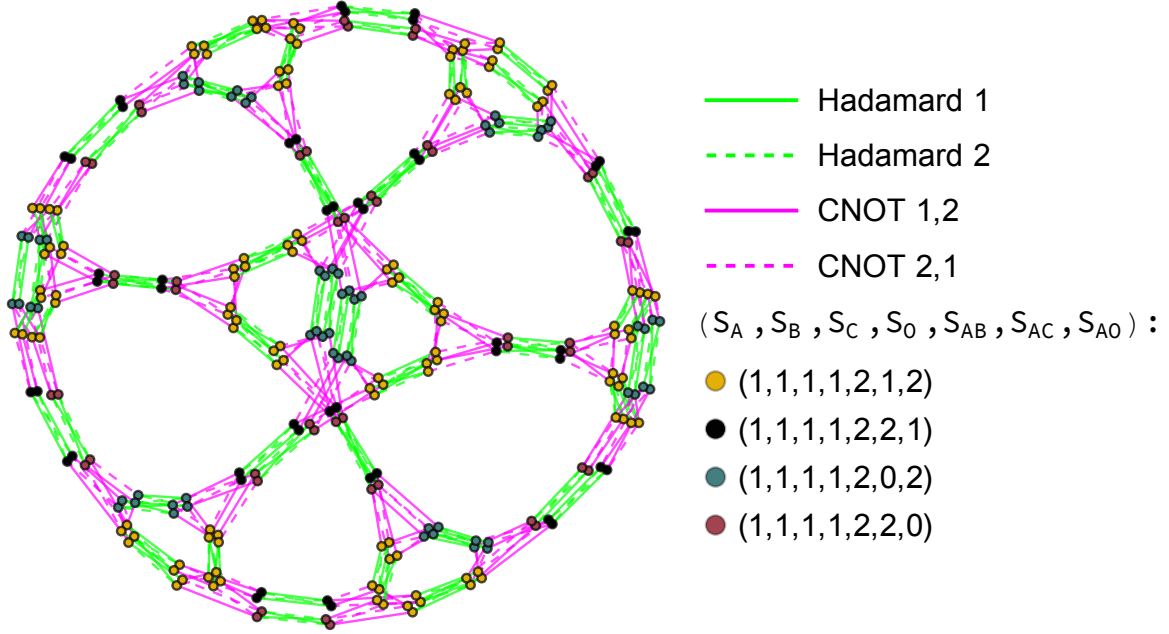 Hadamard 1
Hadamard 2
CNOT 1,2
CNOT 2,1
(S_A ,S_B ,S_C ,S_O ,S_AB ,S_AC ,S_AO ) :
(1,1,1,1,2,1,2)
(1,1,1,1,2,2,1)
(1,1,1,1,2,0,2)
(1,1,1,1,2,2,0)